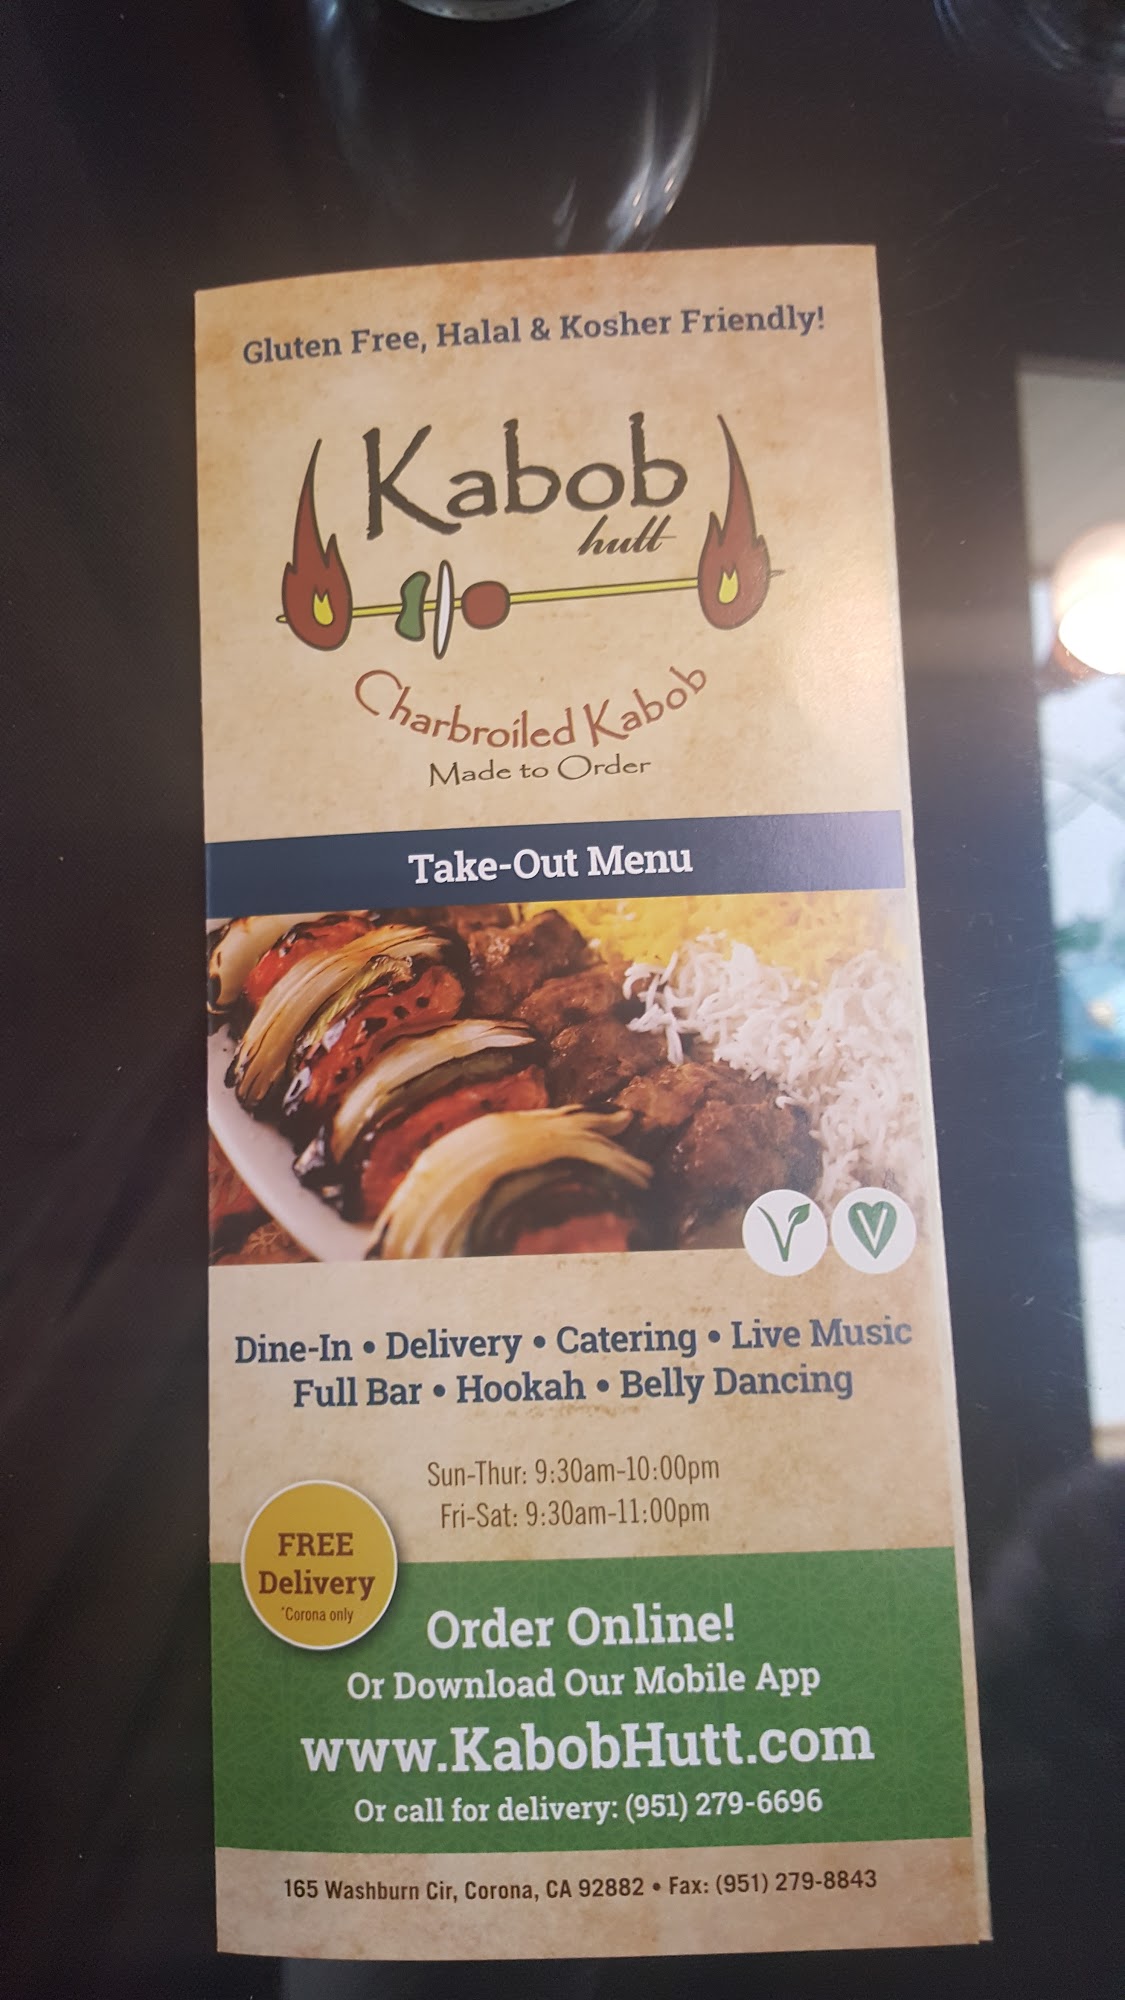 Gluten Free, Halal & Kosher Friendly!
Kabob
hutt
Charbroiled Kabob
Made to Order
Take-Out Menu
V V
Dine-In • Delivery • Catering • Live Music
Full Bar • Hookah • Belly Dancing
Sun-Thur: 9:30am-10:00pm
Fri-Sat: 9:30am-11:00pm
FREE
Delivery
*Corona only
Order Online!
Or Download Our Mobile App
www.KabobHutt.com
Or call for delivery: (951) 279-6696
165 Washburn Cir, Corona, CA 92882 • Fax: (951) 279-8843